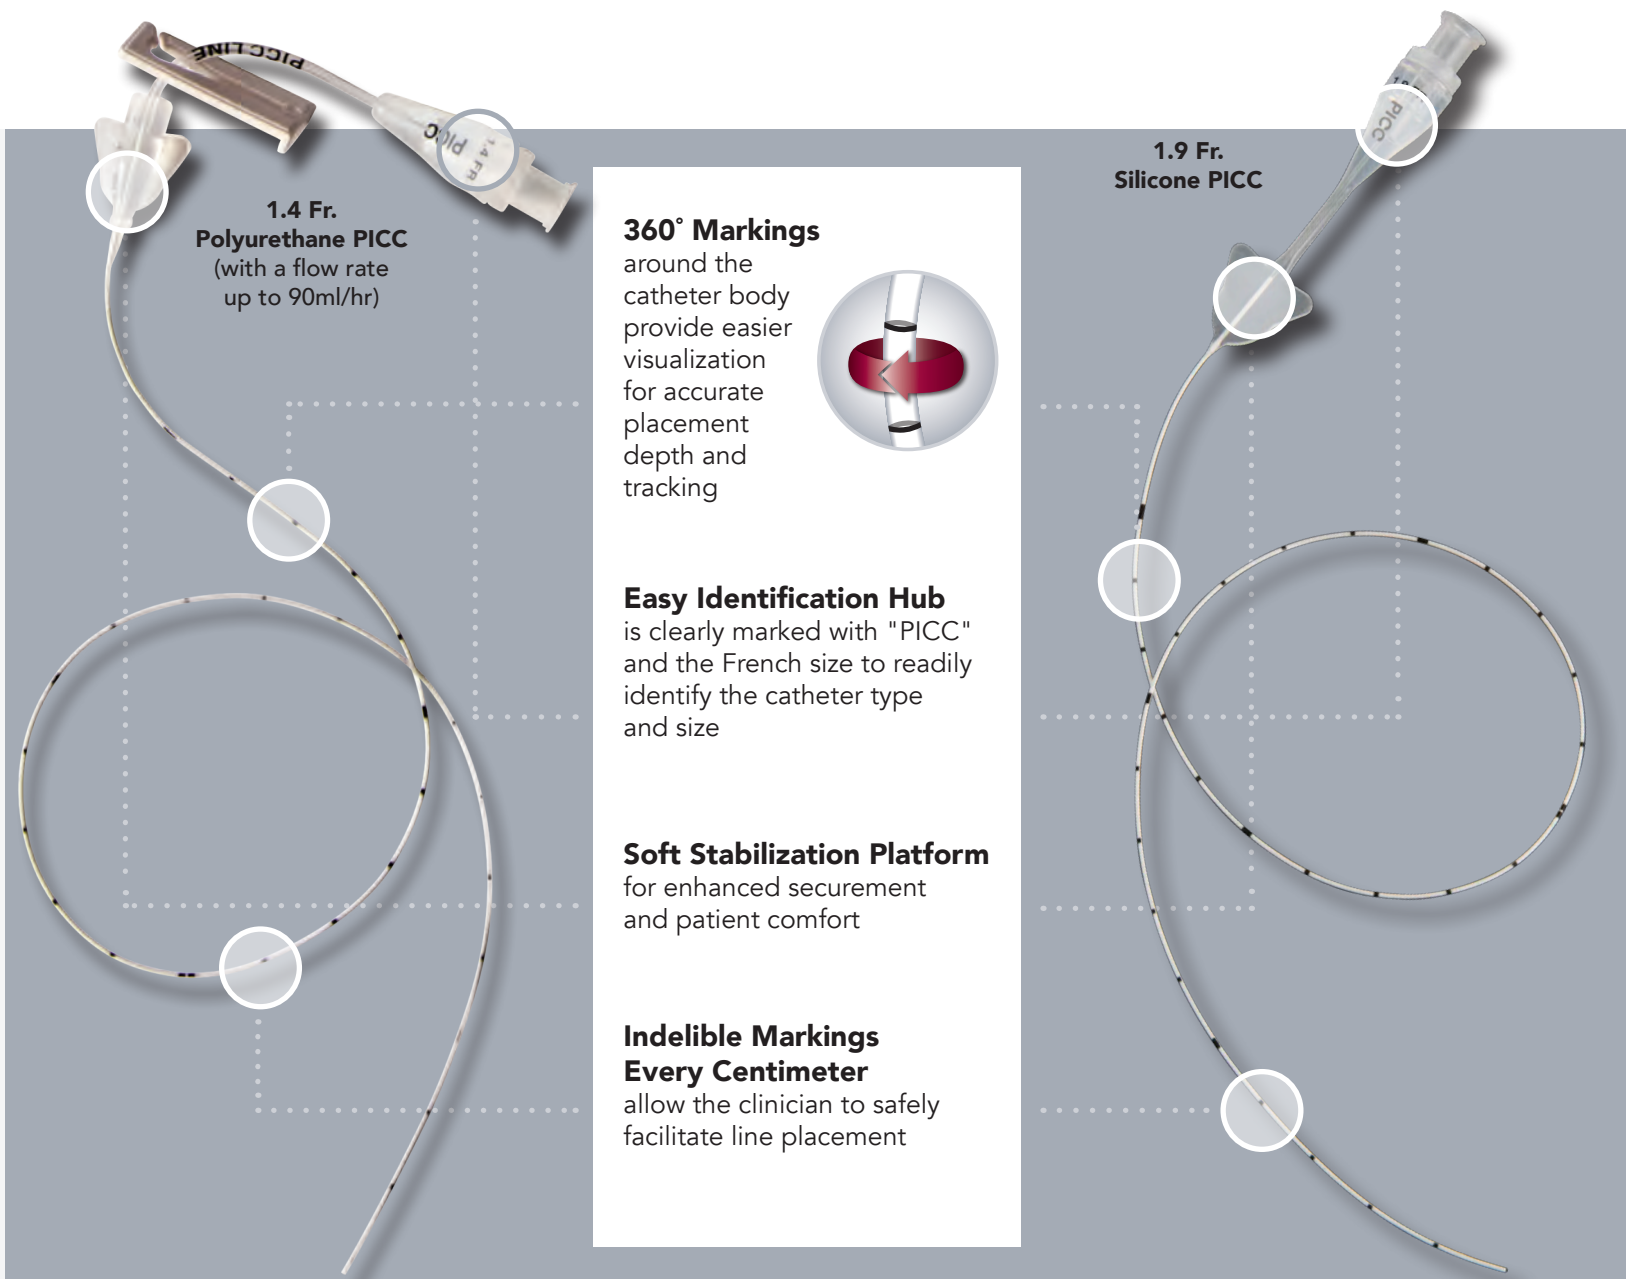 PICC LINE
PICC
1.4 FR
1.4 Fr.
Polyurethane PICC
(with a flow rate
up to 90ml/hr)
360° Markings
around the
catheter body
provide easier
visualization
for accurate
placement
depth and
tracking
Easy Identification Hub
is clearly marked with "PICC"
and the French size to readily
identify the catheter type
and size
Soft Stabilization Platform
for enhanced securement
and patient comfort
Indelible Markings
Every Centimeter
allow the clinician to safely
facilitate line placement
PICC
1.9 Fr.
Silicone PICC